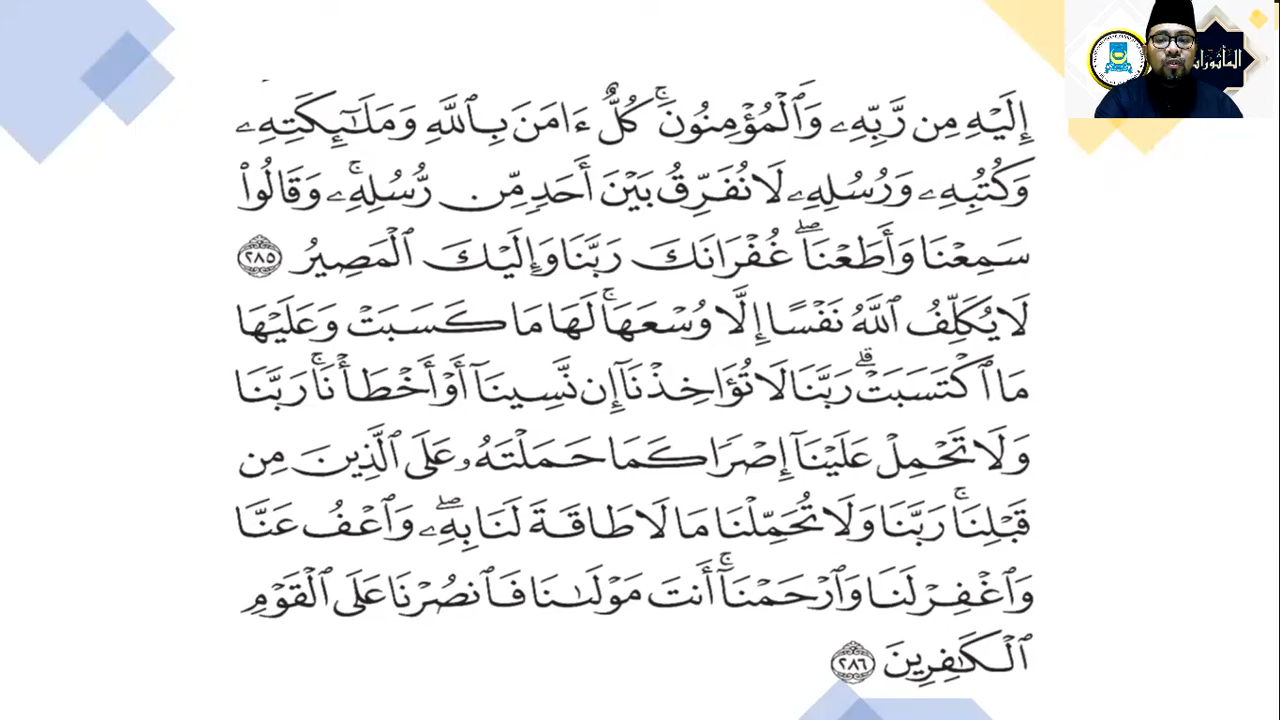 إِلَيْهِ مِن رَّبِّهِۦ وَٱلْمُؤْمِنُونَ ۚ كُلٌّ ءَامَنَ بِٱللَّهِ وَمَلَـٰٓئِكَتِهِۦ
وَكُتُبِهِۦ وَرُسُلِهِۦ لَا نُفَرِّقُ بَيْنَ أَحَدٍ مِّن رُّسُلِهِۦ ۚ وَقَالُوا۟
سَمِعْنَا وَأَطَعْنَا ۖ غُفْرَانَكَ رَبَّنَا وَإِلَيْكَ ٱلْمَصِيرُ ٢٨٥
لَا يُكَلِّفُ ٱللَّهُ نَفْسًا إِلَّا وُسْعَهَا ۚ لَهَا مَا كَسَبَتْ وَعَلَيْهَا
مَا ٱكْتَسَبَتْ ۗ رَبَّنَا لَا تُؤَاخِذْنَآ إِن نَّسِينَآ أَوْ أَخْطَأْنَا ۚ رَبَّنَا
وَلَا تَحْمِلْ عَلَيْنَآ إِصْرًا كَمَا حَمَلْتَهُۥ عَلَى ٱلَّذِينَ مِن
قَبْلِنَا ۚ رَبَّنَا وَلَا تُحَمِّلْنَا مَا لَا طَاقَةَ لَنَا بِهِۦ ۖ وَٱعْفُ عَنَّا
وَٱغْفِرْ لَنَا وَٱرْحَمْنَآ ۚ أَنتَ مَوْلَىٰنَا فَٱنصُرْنَا عَلَى ٱلْقَوْمِ
ٱلْكَـٰفِرِينَ ٢٨٦